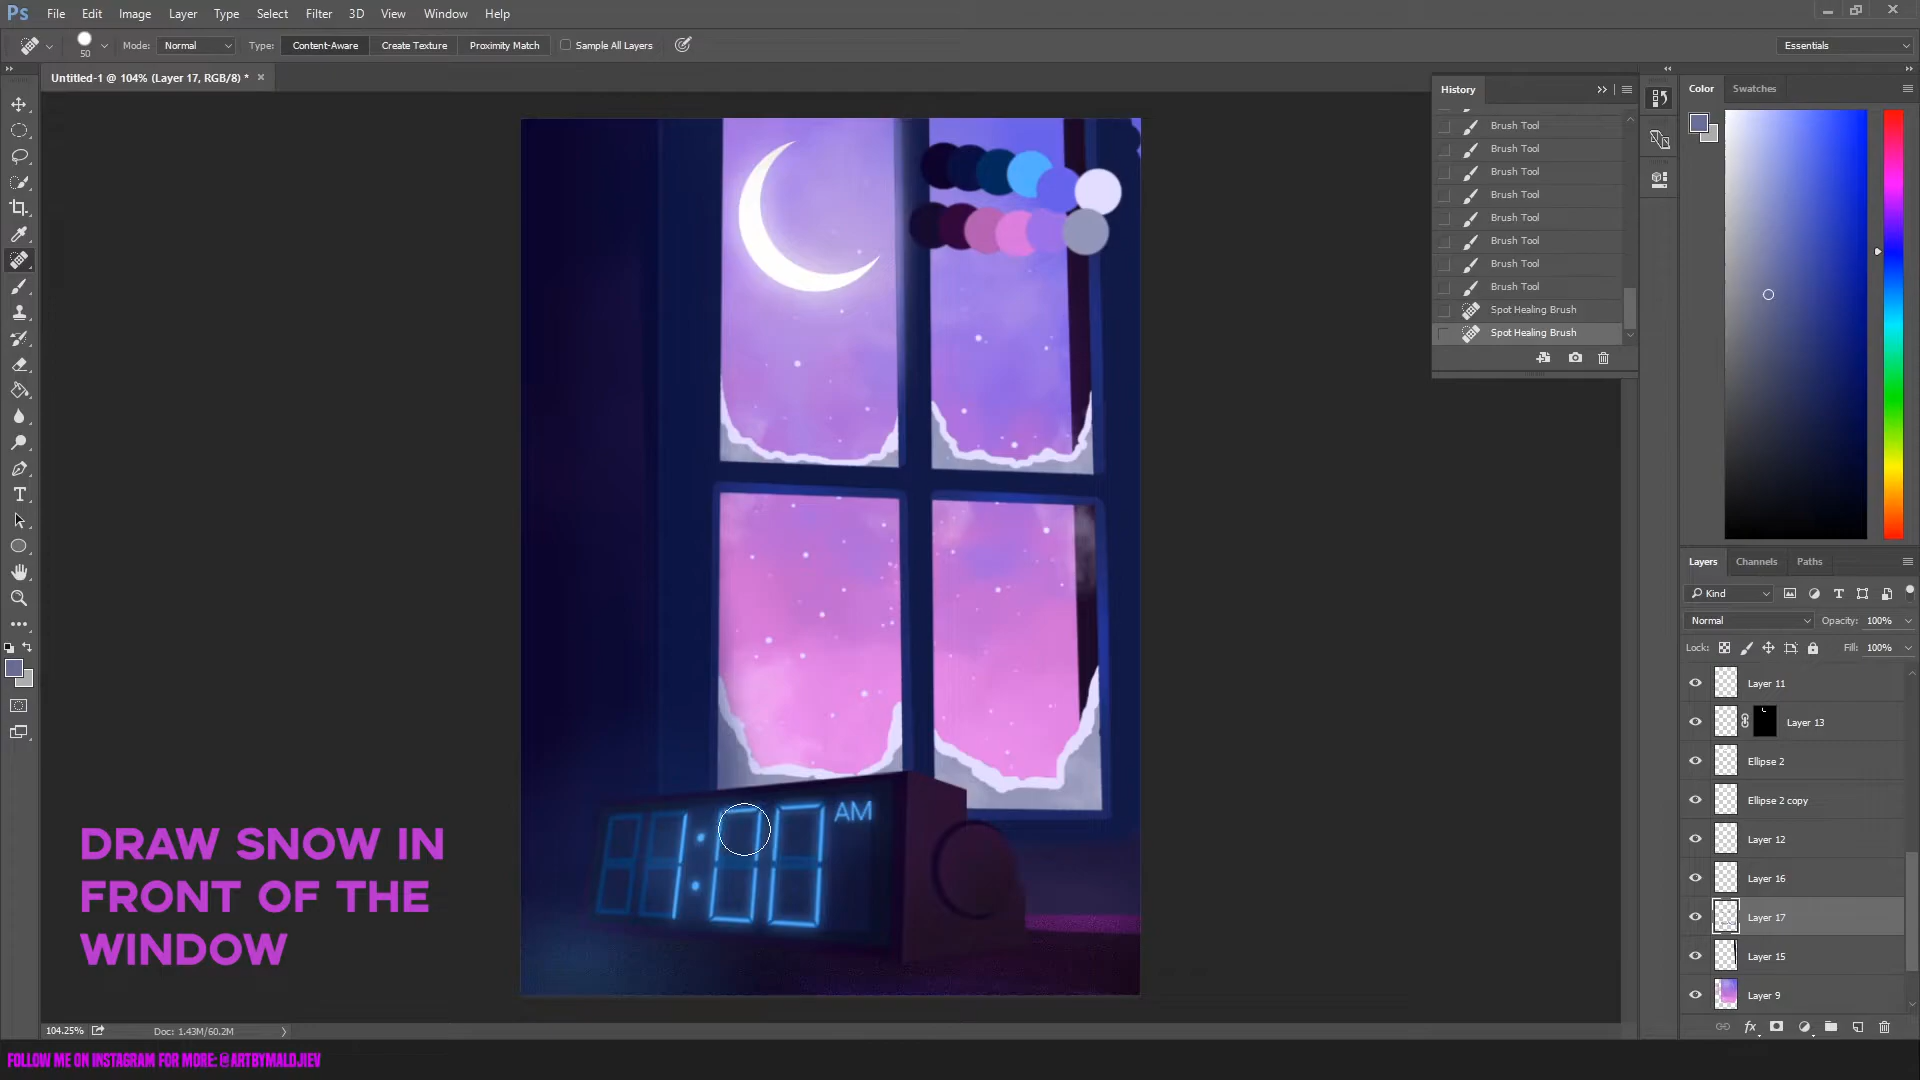 Ps File Edit Image Layer Type Select Filter 3D View Window Help
50 Mode: Normal Type: Content-Aware Create Texture Proximity Match Sample All Layers Essentials
Untitled-1 @ 104% (Layer 17, RGB/8) *
History
Brush Tool
Brush Tool
Brush Tool
Brush Tool
Brush Tool
Brush Tool
Brush Tool
Brush Tool
Spot Healing Brush
Spot Healing Brush
Color Swatches
Layers Channels Paths
Kind
Normal Opacity: 100%
Lock: Fill: 100%
Layer 11
Layer 13
Ellipse 2
Ellipse 2 copy
Layer 12
Layer 16
Layer 17
Layer 15
Layer 9
fx
1:00 AM
DRAW SNOW IN
FRONT OF THE
WINDOW
104.25% Doc: 1.43M/60.2M
FOLLOW ME ON INSTAGRAM FOR MORE: @ARTBYMALDJIEV